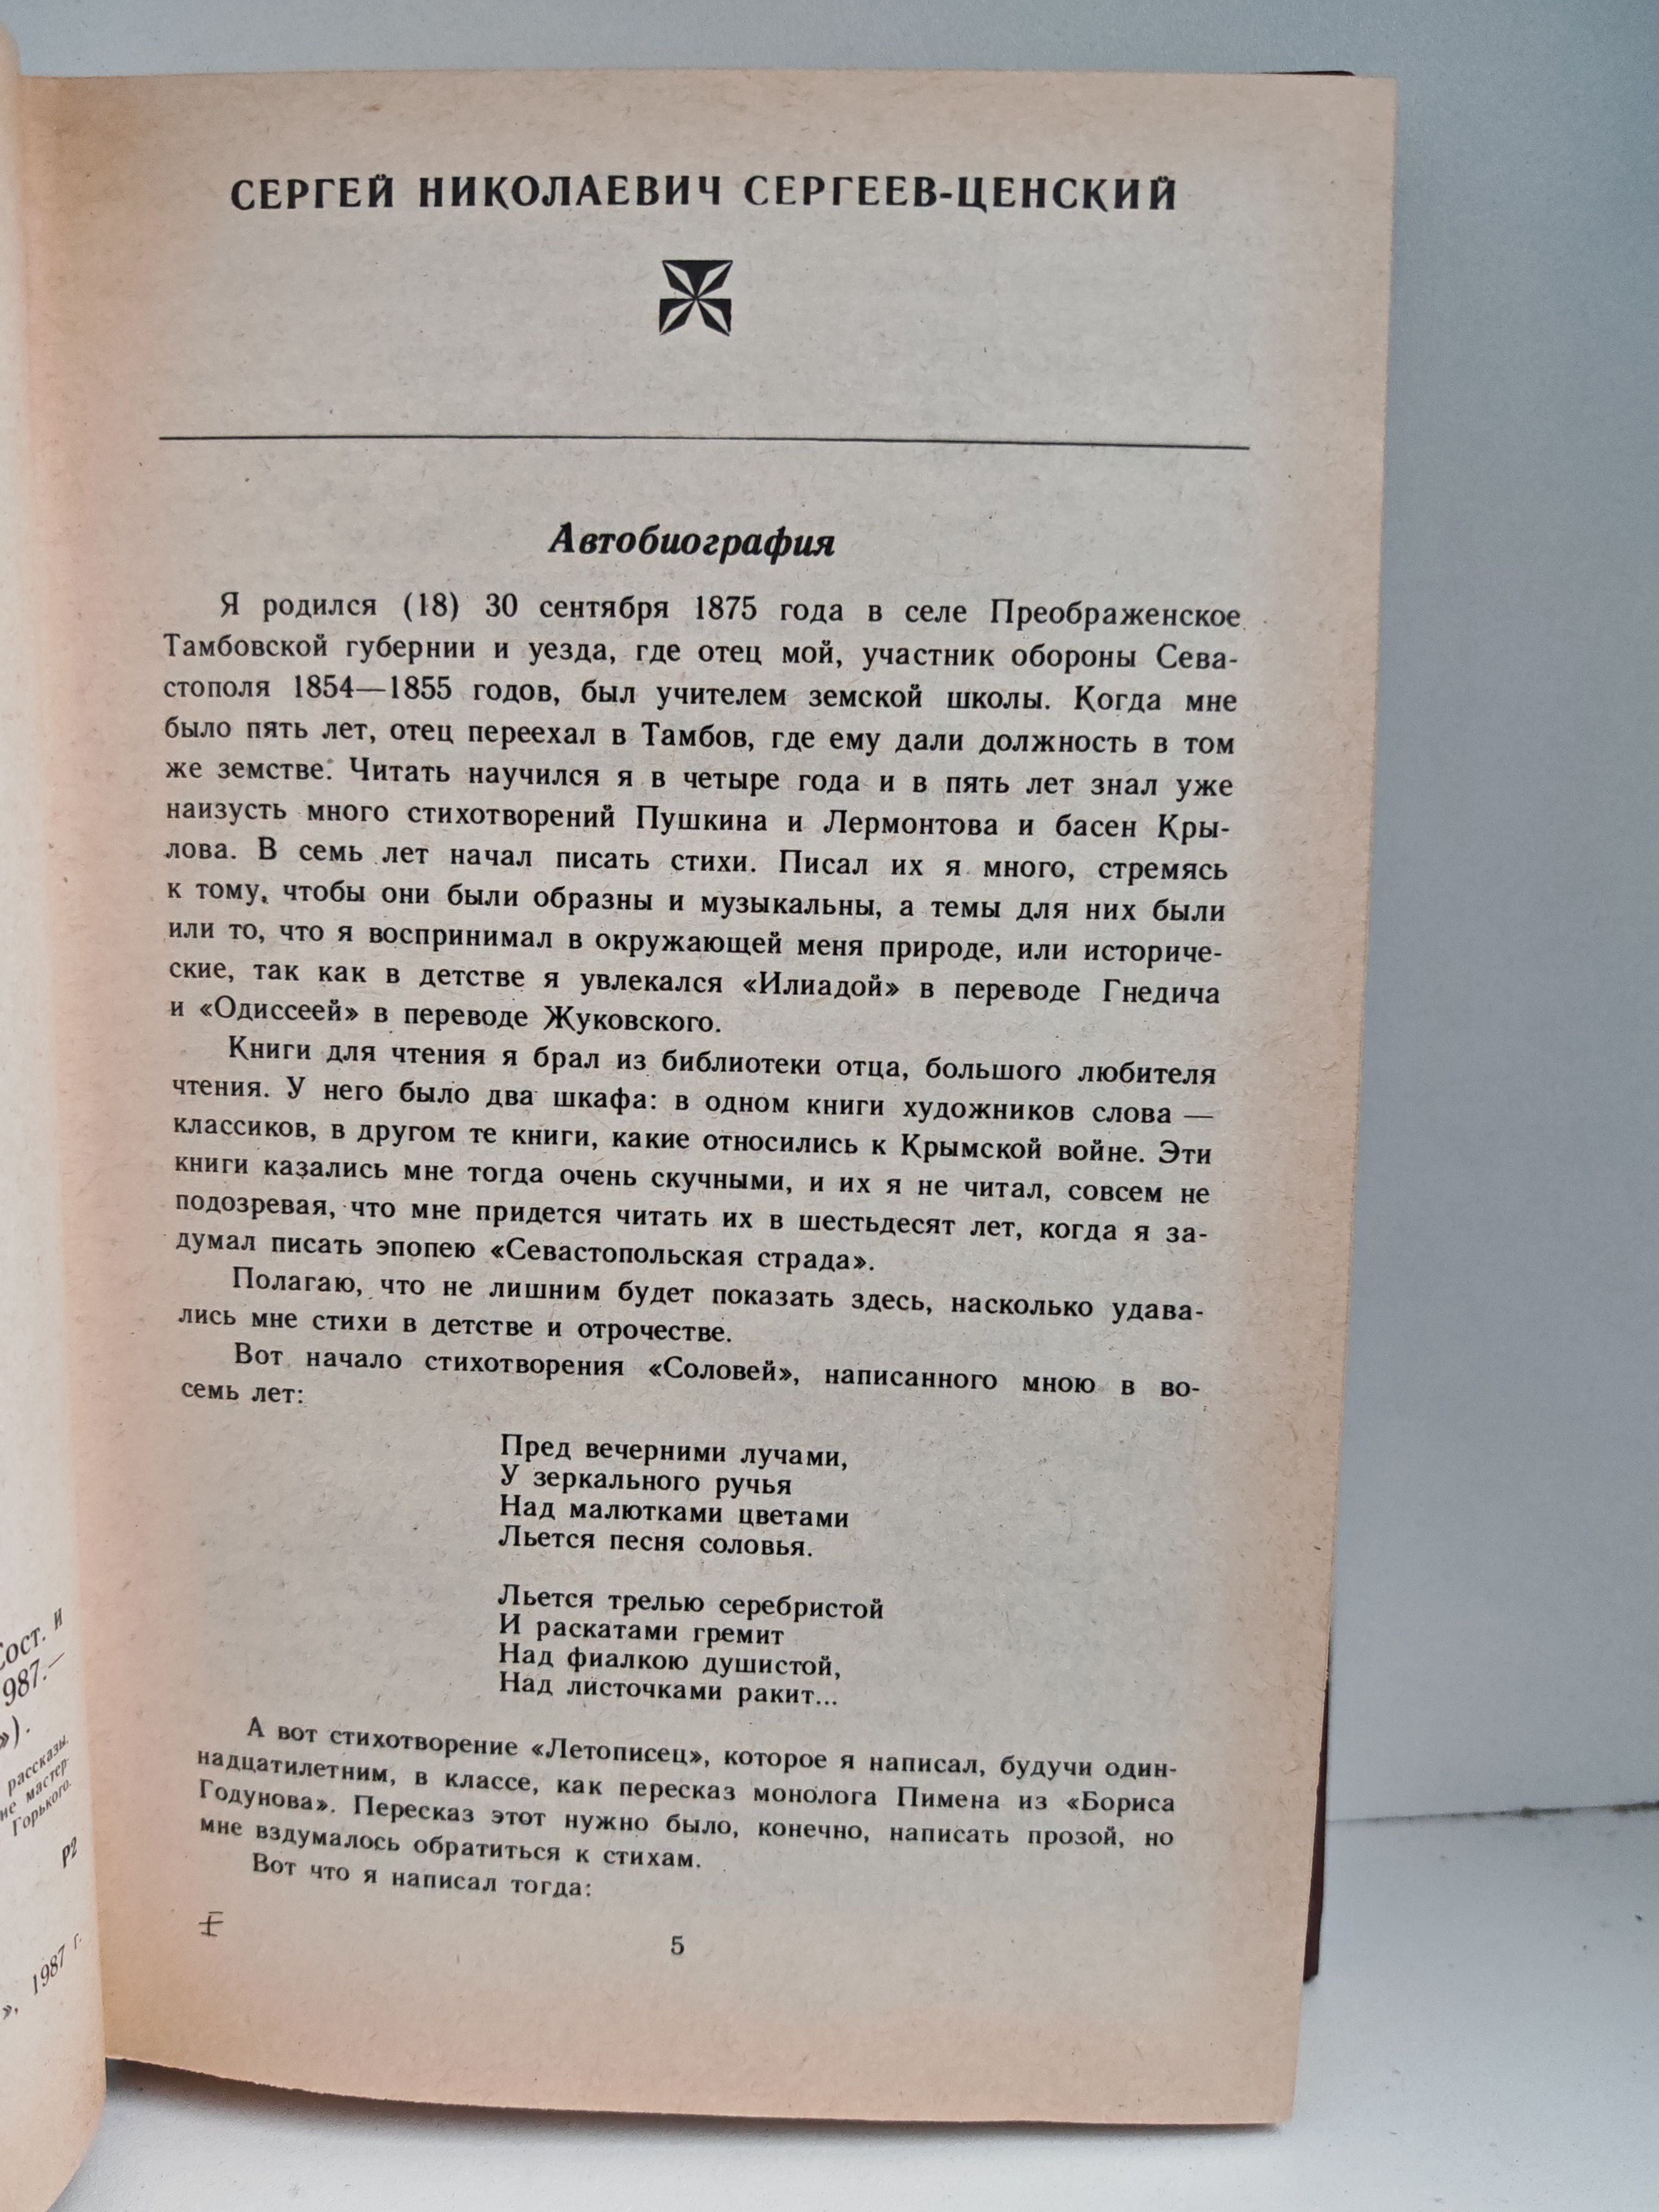 СЕРГЕЙ НИКОЛАЕВИЧ СЕРГЕЕВ-ЦЕНСКИЙ
Автобиография
Я родился (18) 30 сентября 1875 года в селе Преображенское
Тамбовской губернии и уезда, где отец мой, участник обороны Сева-
стополя 1854—1855 годов, был учителем земской школы. Когда мне
было пять лет, отец переехал в Тамбов, где ему дали должность в том
же земстве. Читать научился я в четыре года и в пять лет знал уже
наизусть много стихотворений Пушкина и Лермонтова и басен Кры-
лова. В семь лет начал писать стихи. Писал их я много, стремясь
к тому, чтобы они были образны и музыкальны, а темы для них были
или то, что я воспринимал в окружающей меня природе, или историче-
ские, так как в детстве я увлекался «Илиадой» в переводе Гнедича
и «Одиссеей» в переводе Жуковского.
Книги для чтения я брал из библиотеки отца, большого любителя
чтения. У него было два шкафа: в одном книги художников слова —
классиков, в другом те книги, какие относились к Крымской войне. Эти
книги казались мне тогда очень скучными, и их я не читал, совсем не
подозревая, что мне придется читать их в шестьдесят лет, когда я за-
думал писать эпопею «Севастопольская страда».
Полагаю, что не лишним будет показать здесь, насколько удава-
лись мне стихи в детстве и отрочестве.
Вот начало стихотворения «Соловей», написанного мною в во-
семь лет:
Пред вечерними лучами,
У зеркального ручья
Над малютками цветами
Льется песня соловья.
Льется трелью серебристой
И раскатами гремит
Над фиалкою душистой,
Над листочками ракит...
А вот стихотворение «Летописец», которое я написал, будучи один-
надцатилетним, в классе, как пересказ монолога Пимена из «Бориса
Годунова». Пересказ этот нужно было, конечно, написать прозой, но
мне вздумалось обратиться к стихам.
Вот что я написал тогда:
5
Сост. и
987.—
»).
рассказы,
не мастер-
Горького.
Р2
», 1987 г.